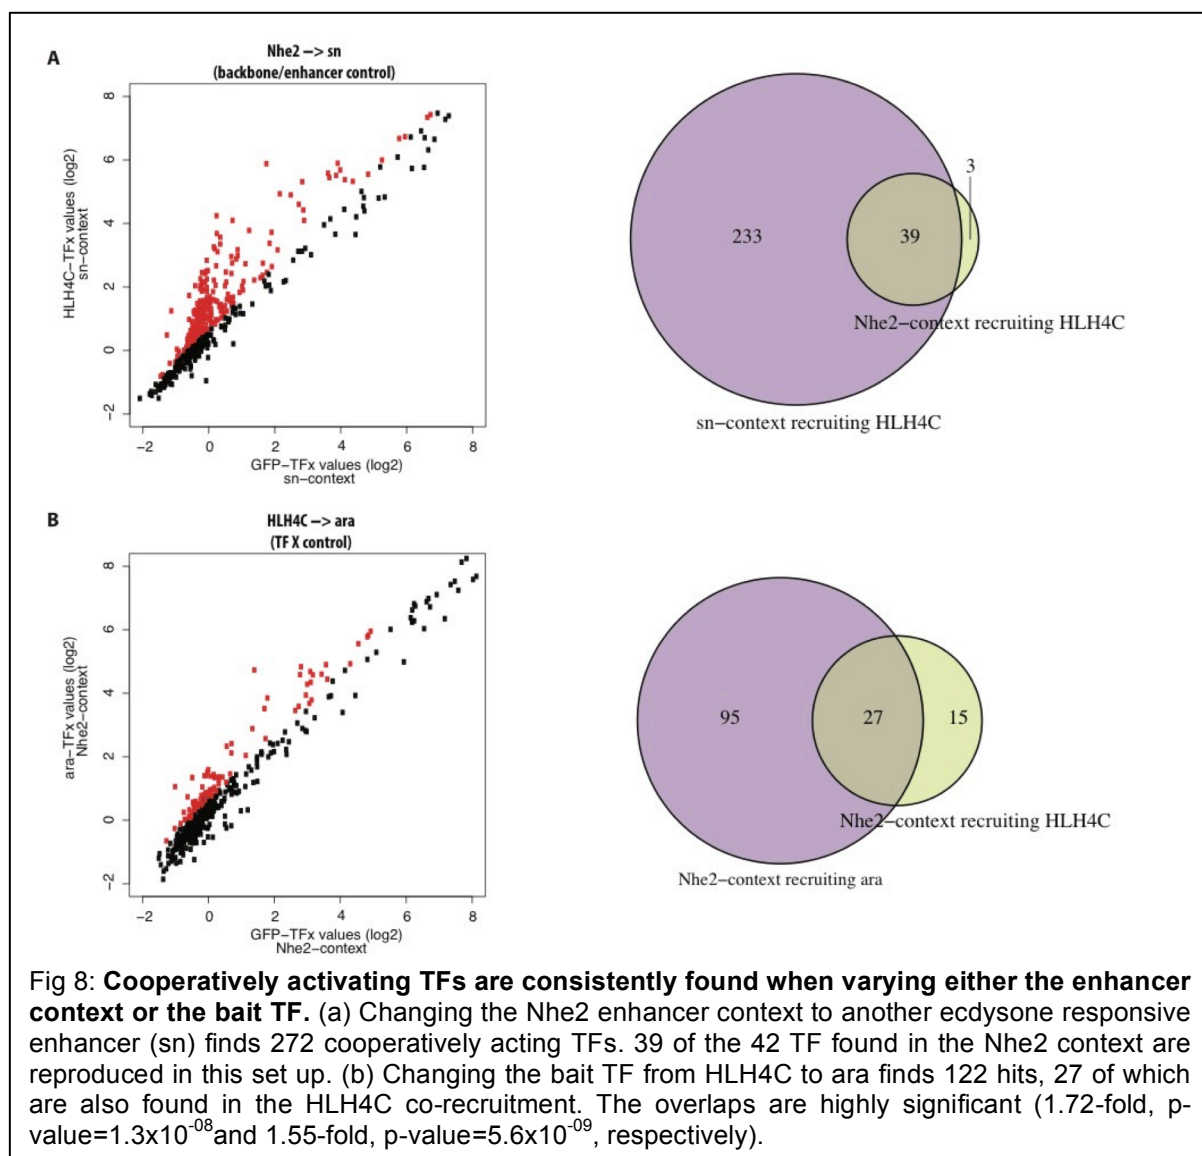 A
Nhe2 –> sn
(backbone/enhancer control)
HLH4C–TFx values (log2)
sn–context
8
6
4
2
0
−2
−2 0 2 4 6 8
GFP–TFx values (log2)
sn–context
233
39
3
Nhe2−context recruiting HLH4C
sn−context recruiting HLH4C
B
HLH4C –> ara
(TF X control)
ara–TFx values (log2)
Nhe2–context
8
6
4
2
0
−2
−2 0 2 4 6 8
GFP–TFx values (log2)
Nhe2–context
95
27
15
Nhe2−context recruiting HLH4C
Nhe2−context recruiting ara
Fig 8: Cooperatively activating TFs are consistently found when varying either the enhancer
context or the bait TF. (a) Changing the Nhe2 enhancer context to another ecdysone responsive
enhancer (sn) finds 272 cooperatively acting TFs. 39 of the 42 TF found in the Nhe2 context are
reproduced in this set up. (b) Changing the bait TF from HLH4C to ara finds 122 hits, 27 of which
are also found in the HLH4C co-recruitment. The overlaps are highly significant (1.72-fold, p-
value=1.3x10⁻⁰⁸and 1.55-fold, p-value=5.6x10⁻⁰⁹, respectively).